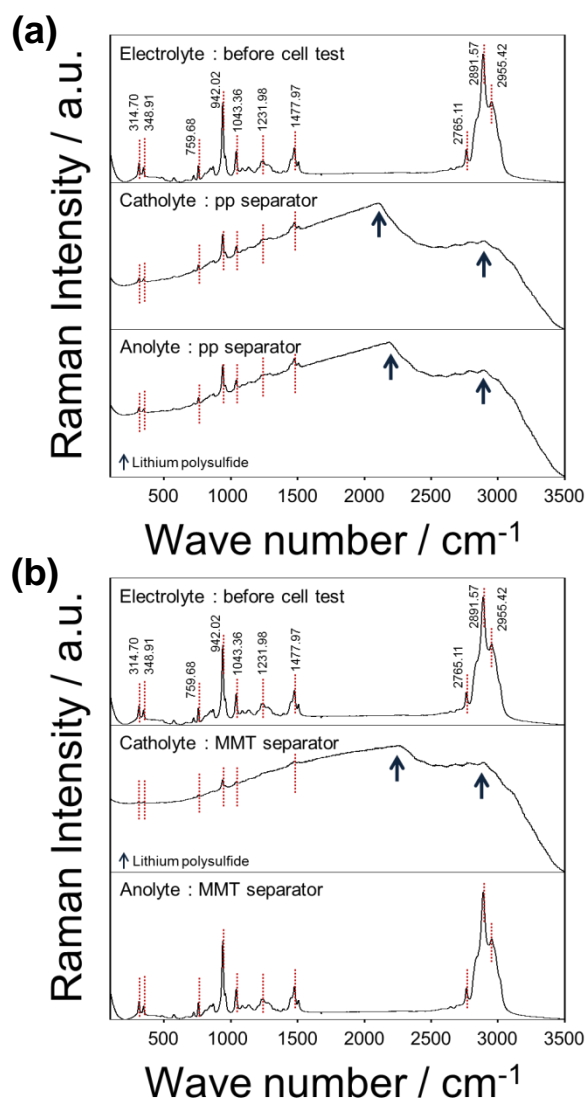 (a)
Electrolyte : before cell test
314.70
348.91
759.68
942.02
1043.36
1231.98
1477.97
2765.11
2891.57
2955.42
Catholyte : pp separator
Anolyte : pp separator
↑ Lithium polysulfide
Raman Intensity / a.u.
500 1000 1500 2000 2500 3000 3500
Wave number / cm⁻¹
(b)
Electrolyte : before cell test
314.70
348.91
759.68
942.02
1043.36
1231.98
1477.97
2765.11
2891.57
2955.42
Catholyte : MMT separator
↑ Lithium polysulfide
Anolyte : MMT separator
Raman Intensity / a.u.
500 1000 1500 2000 2500 3000 3500
Wave number / cm⁻¹